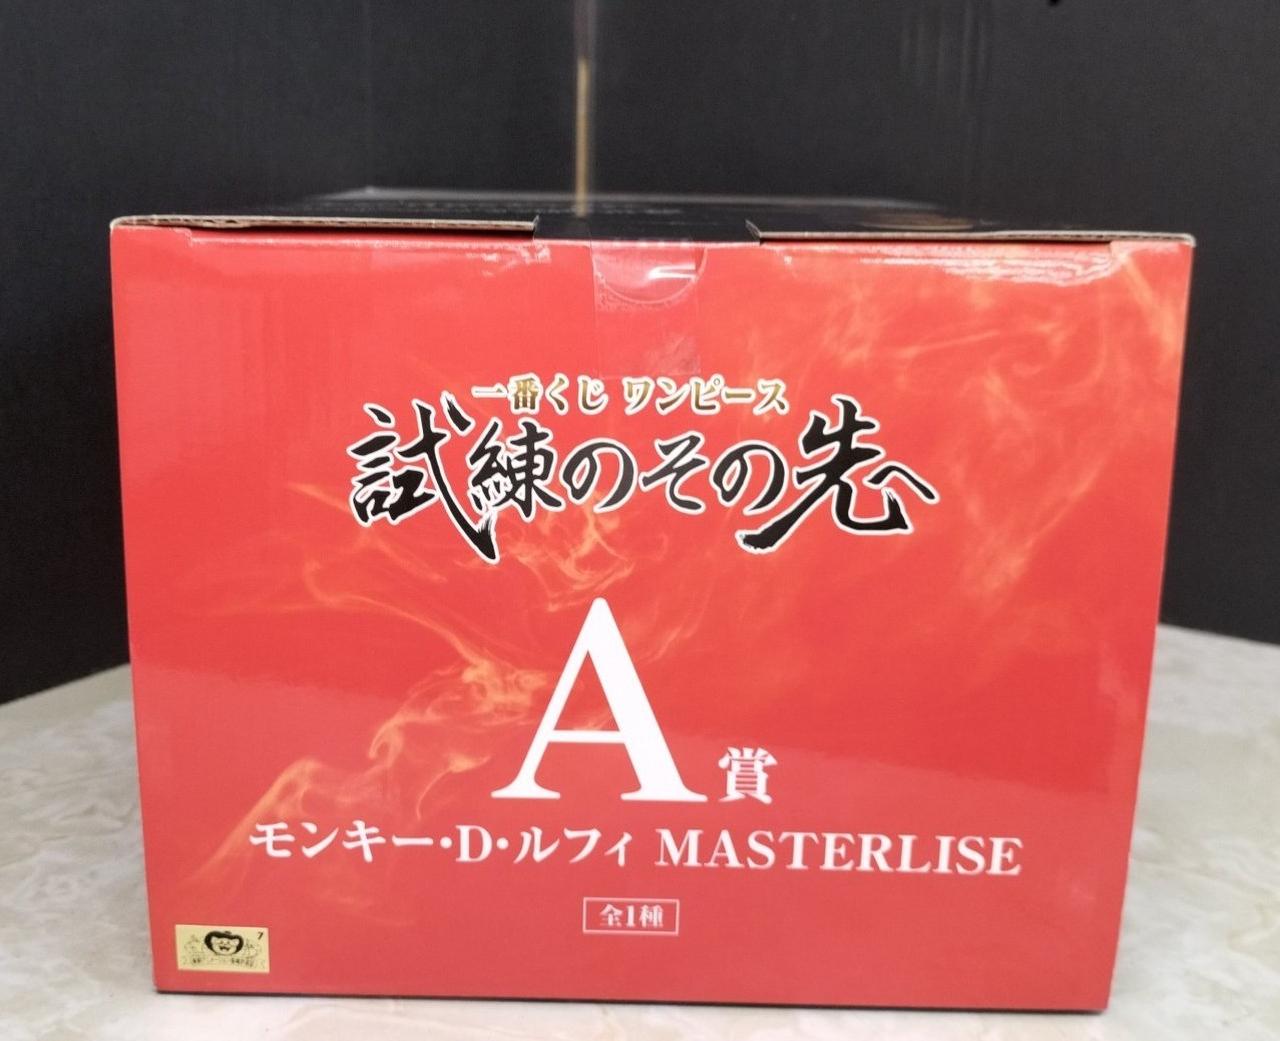 一番くじ ワンピース
試練のその先へ
A賞
モンキー・D・ルフィ MASTERLISE
全1種
7